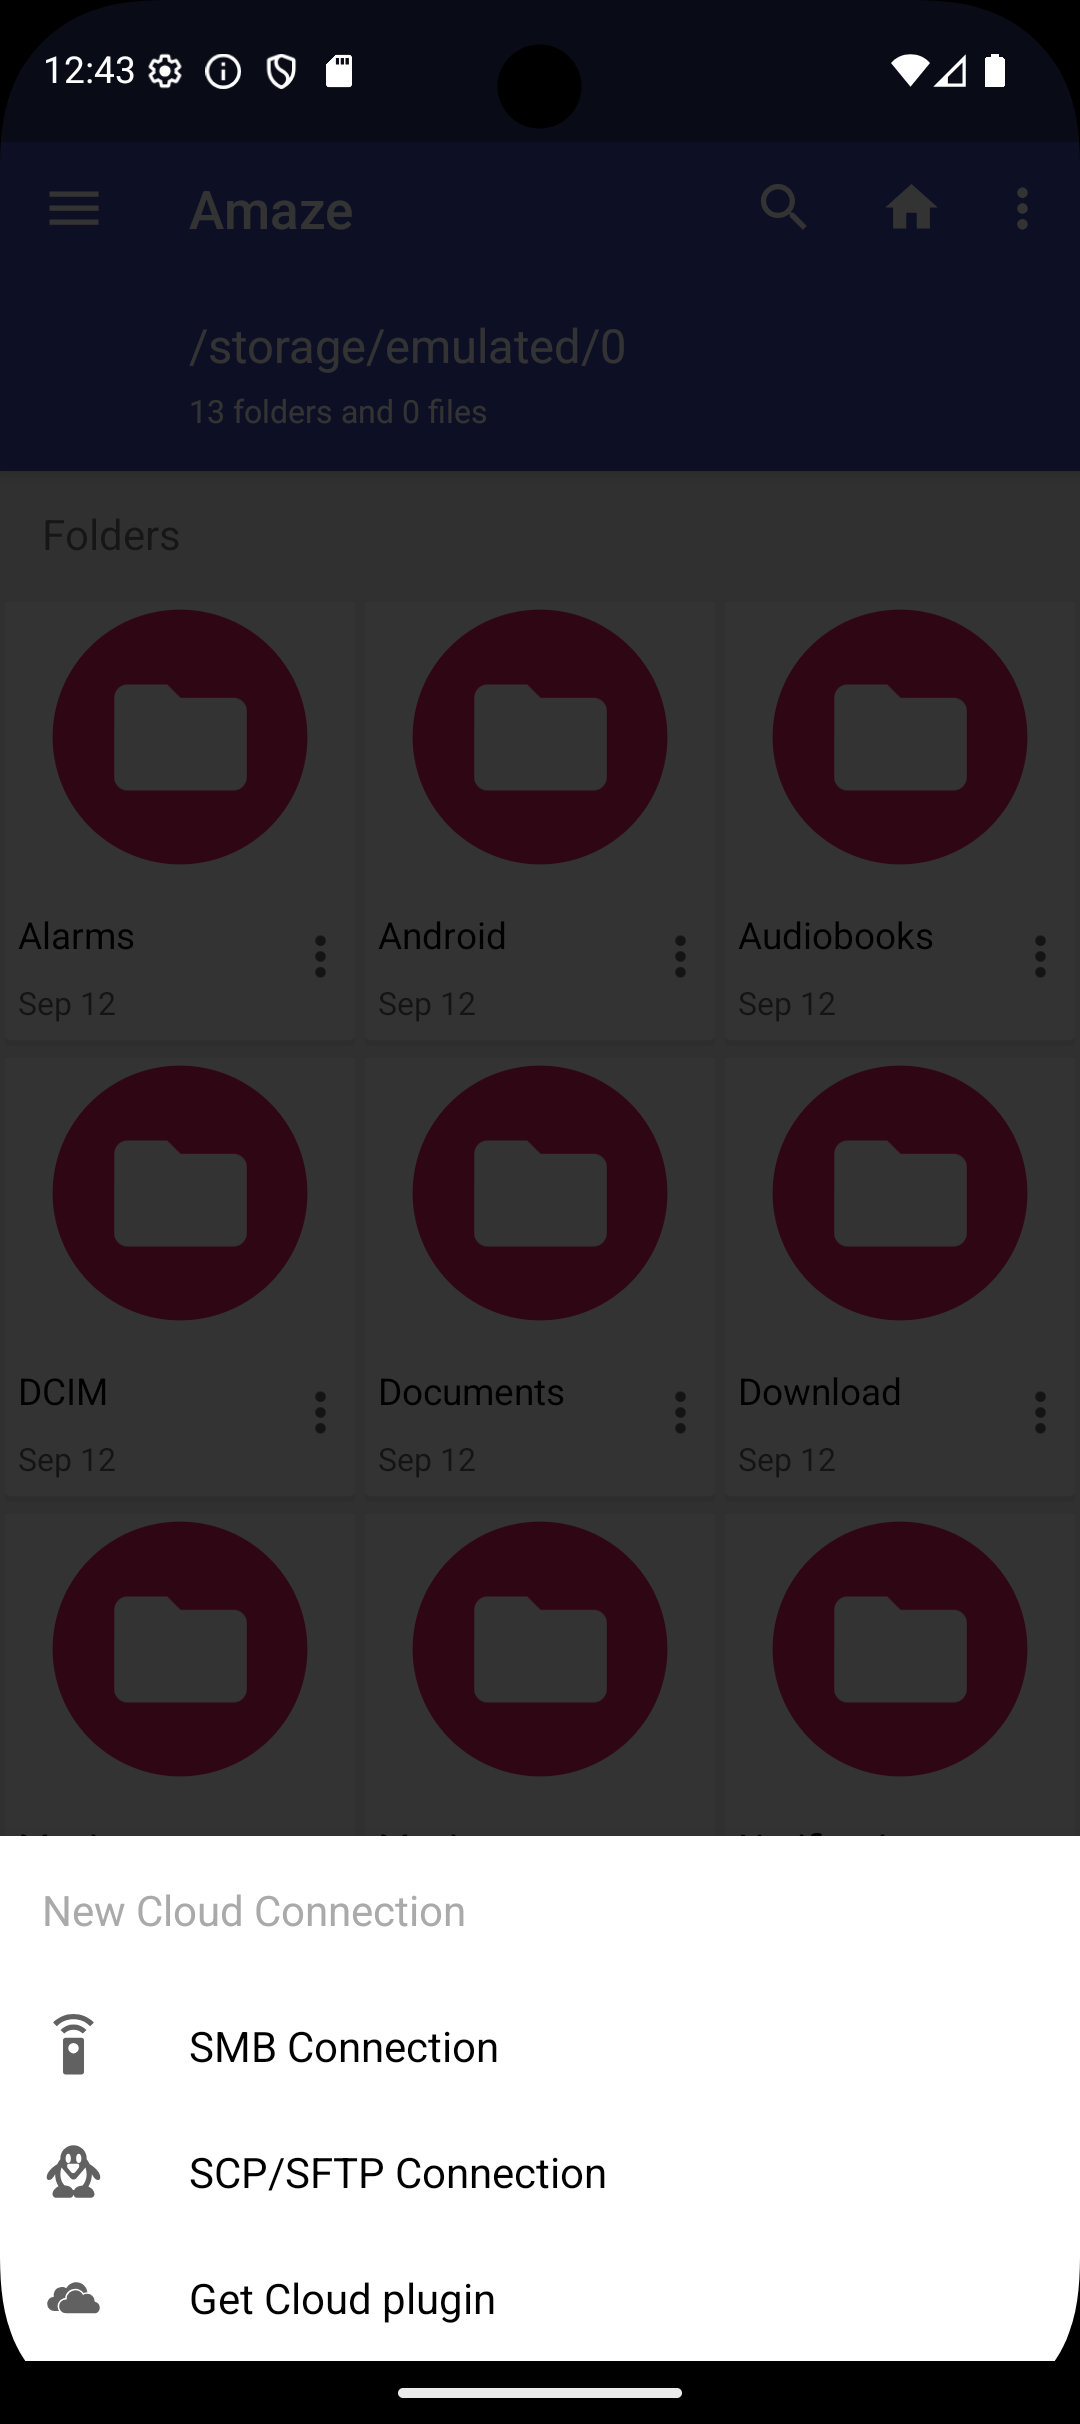 12:43
Amaze
/storage/emulated/0
13 folders and 0 files
Folders
Alarms
Sep 12
Android
Sep 12
Audiobooks
Sep 12
DCIM
Sep 12
Documents
Sep 12
Download
Sep 12
New Cloud Connection
SMB Connection
SCP/SFTP Connection
Get Cloud plugin